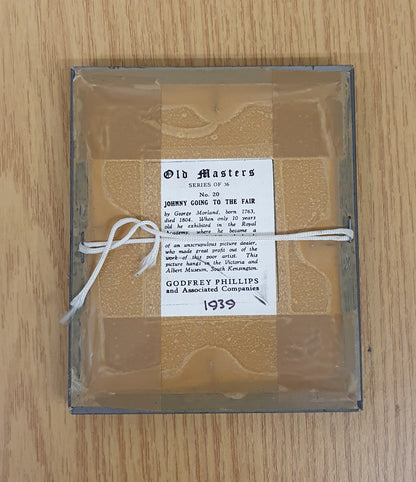 Old Masters
SERIES OF 36
No. 20
JOHNNY GOING TO THE FAIR
by George Morland, born 1763,
died 1804. When only 10 years
old he exhibited in the Royal
Academy, where he became a
of an unscrupulous picture dealer,
who made great profit out of the
work of this poor artist. This
picture hangs in the Victoria and
Albert Museum, South Kensington.
GODFREY PHILLIPS
and Associated Companies
1939